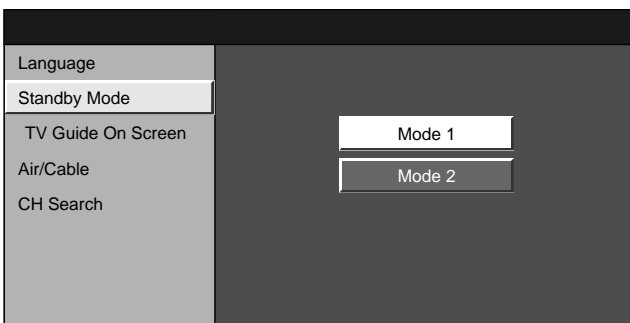 Language
Standby Mode
TV Guide On Screen
Air/Cable
CH Search
Mode 1
Mode 2